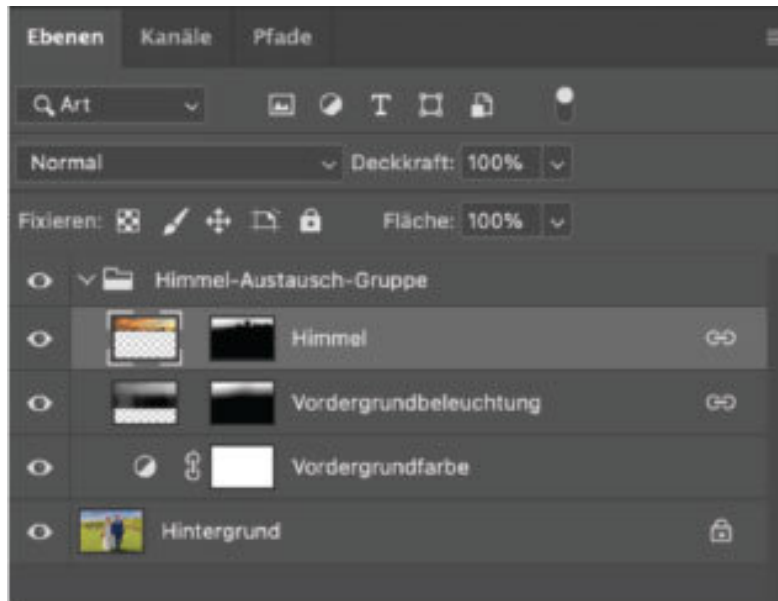 Ebenen Kanäle Pfade
Art T
Normal Deckkraft: 100%
Fixieren: Fläche: 100%
Himmel-Austausch-Gruppe
Himmel
Vordergrundbeleuchtung
Vordergrundfarbe
Hintergrund